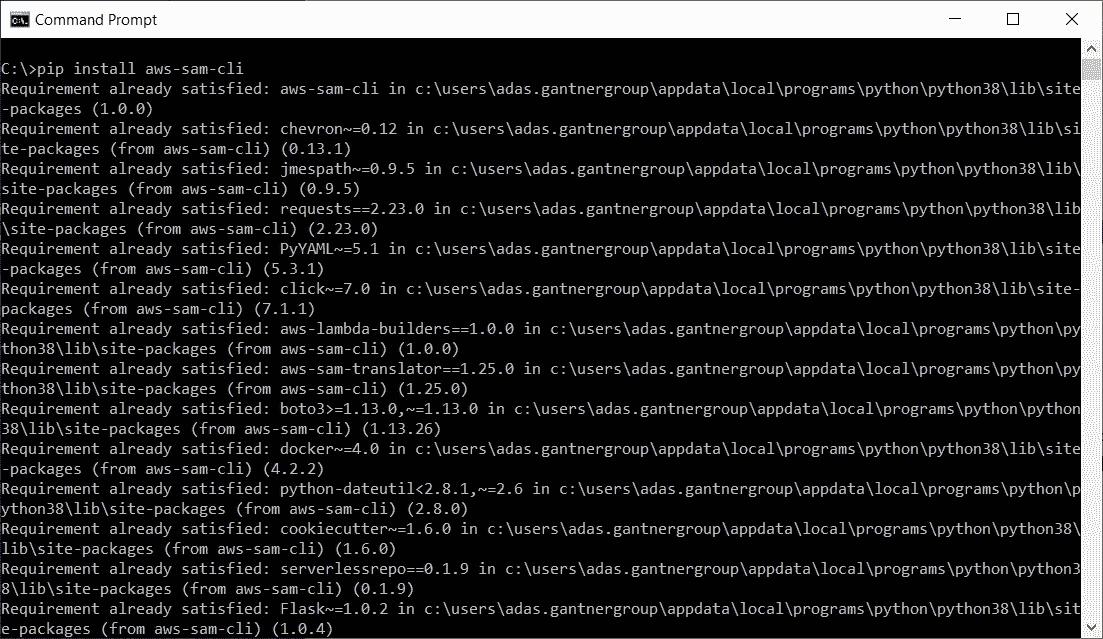 Command Prompt
C:\>pip install aws-sam-cli
Requirement already satisfied: aws-sam-cli in c:\users\adas.gantnergroup\appdata\local\programs\python\python38\lib\site
-packages (1.0.0)
Requirement already satisfied: chevron~=0.12 in c:\users\adas.gantnergroup\appdata\local\programs\python\python38\lib\si
te-packages (from aws-sam-cli) (0.13.1)
Requirement already satisfied: jmespath~=0.9.5 in c:\users\adas.gantnergroup\appdata\local\programs\python\python38\lib\
site-packages (from aws-sam-cli) (0.9.5)
Requirement already satisfied: requests==2.23.0 in c:\users\adas.gantnergroup\appdata\local\programs\python\python38\lib
\site-packages (from aws-sam-cli) (2.23.0)
Requirement already satisfied: PyYAML~=5.1 in c:\users\adas.gantnergroup\appdata\local\programs\python\python38\lib\site
-packages (from aws-sam-cli) (5.3.1)
Requirement already satisfied: click~=7.0 in c:\users\adas.gantnergroup\appdata\local\programs\python\python38\lib\site-
packages (from aws-sam-cli) (7.1.1)
Requirement already satisfied: aws-lambda-builders==1.0.0 in c:\users\adas.gantnergroup\appdata\local\programs\python\py
thon38\lib\site-packages (from aws-sam-cli) (1.0.0)
Requirement already satisfied: aws-sam-translator==1.25.0 in c:\users\adas.gantnergroup\appdata\local\programs\python\py
thon38\lib\site-packages (from aws-sam-cli) (1.25.0)
Requirement already satisfied: boto3>=1.13.0,~=1.13.0 in c:\users\adas.gantnergroup\appdata\local\programs\python\python
38\lib\site-packages (from aws-sam-cli) (1.13.26)
Requirement already satisfied: docker~=4.0 in c:\users\adas.gantnergroup\appdata\local\programs\python\python38\lib\site
-packages (from aws-sam-cli) (4.2.2)
Requirement already satisfied: python-dateutil<2.8.1,~=2.6 in c:\users\adas.gantnergroup\appdata\local\programs\python\p
ython38\lib\site-packages (from aws-sam-cli) (2.8.0)
Requirement already satisfied: cookiecutter~=1.6.0 in c:\users\adas.gantnergroup\appdata\local\programs\python\python38\
lib\site-packages (from aws-sam-cli) (1.6.0)
Requirement already satisfied: serverlessrepo==0.1.9 in c:\users\adas.gantnergroup\appdata\local\programs\python\python3
8\lib\site-packages (from aws-sam-cli) (0.1.9)
Requirement already satisfied: Flask~=1.0.2 in c:\users\adas.gantnergroup\appdata\local\programs\python\python38\lib\sit
e-packages (from aws-sam-cli) (1.0.4)